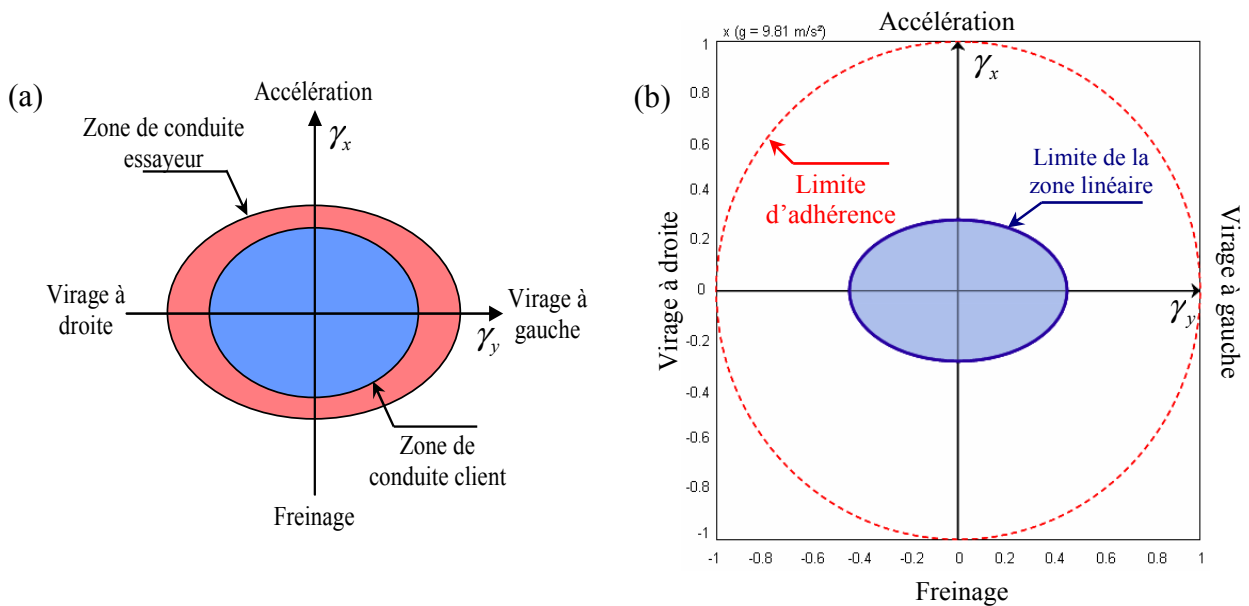 (a)
Accélération
γx
Zone de conduite
essayeur
Virage à
droite
Virage à
gauche
γy
Zone de
conduite client
Freinage
(b)
Accélération
x (g = 9.81 m/s²)
γx
Limite
d'adhérence
Limite de la
zone linéaire
Virage à droite
Virage à gauche
γy
1
0.8
0.6
0.4
0.2
0
-0.2
-0.4
-0.6
-0.8
-1
-1
-0.8
-0.6
-0.4
-0.2
0
0.2
0.4
0.6
0.8
1
Freinage